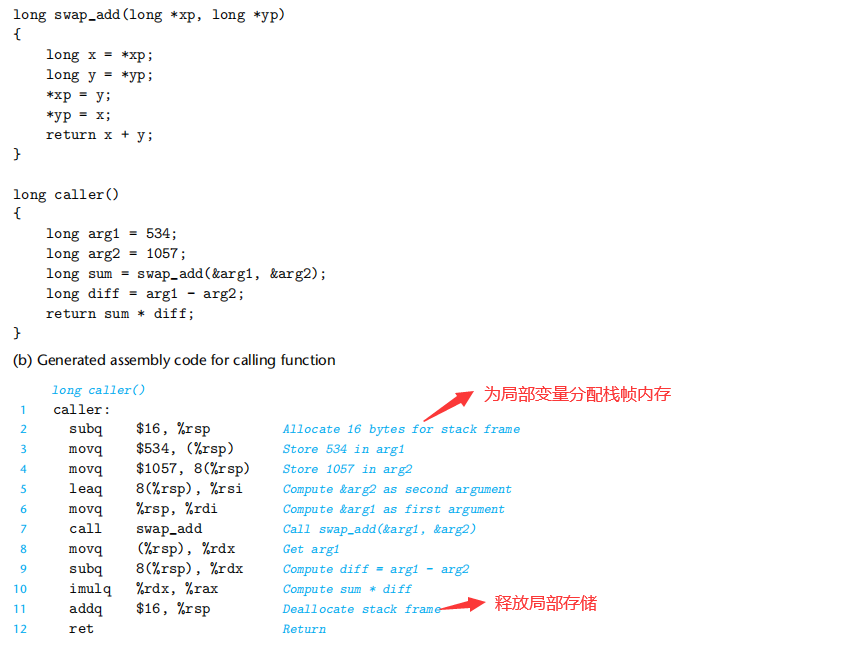 long swap_add(long *xp, long *yp)
{
    long x = *xp;
    long y = *yp;
    *xp = y;
    *yp = x;
    return x + y;
}
long caller()
{
    long arg1 = 534;
    long arg2 = 1057;
    long sum = swap_add(&arg1, &arg2);
    long diff = arg1 - arg2;
    return sum * diff;
}
(b) Generated assembly code for calling function
long caller()
为局部变量分配栈帧内存
1 caller:
2 subq $16, %rsp Allocate 16 bytes for stack frame
3 movq $534, (%rsp) Store 534 in arg1
4 movq $1057, 8(%rsp) Store 1057 in arg2
5 leaq 8(%rsp), %rsi Compute &arg2 as second argument
6 movq %rsp, %rdi Compute &arg1 as first argument
7 call swap_add Call swap_add(&arg1, &arg2)
8 movq (%rsp), %rdx Get arg1
9 subq 8(%rsp), %rdx Compute diff = arg1 - arg2
10 imulq %rdx, %rax Compute sum * diff
11 addq $16, %rsp Deallocate stack frame 释放局部存储
12 ret Return